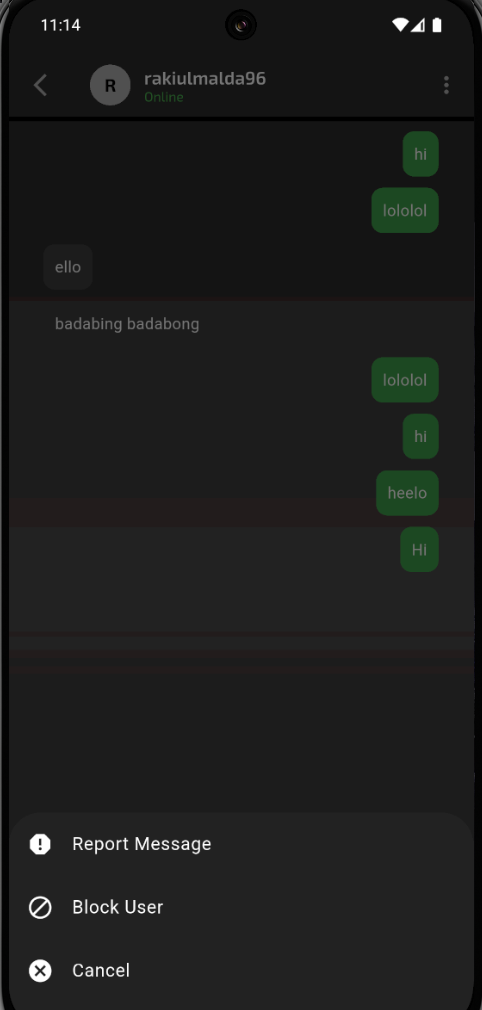 11:14
R
rakiulmalda96
Online
hi
lololol
ello
badabing badabong
lololol
hi
heelo
Hi
Report Message
Block User
Cancel